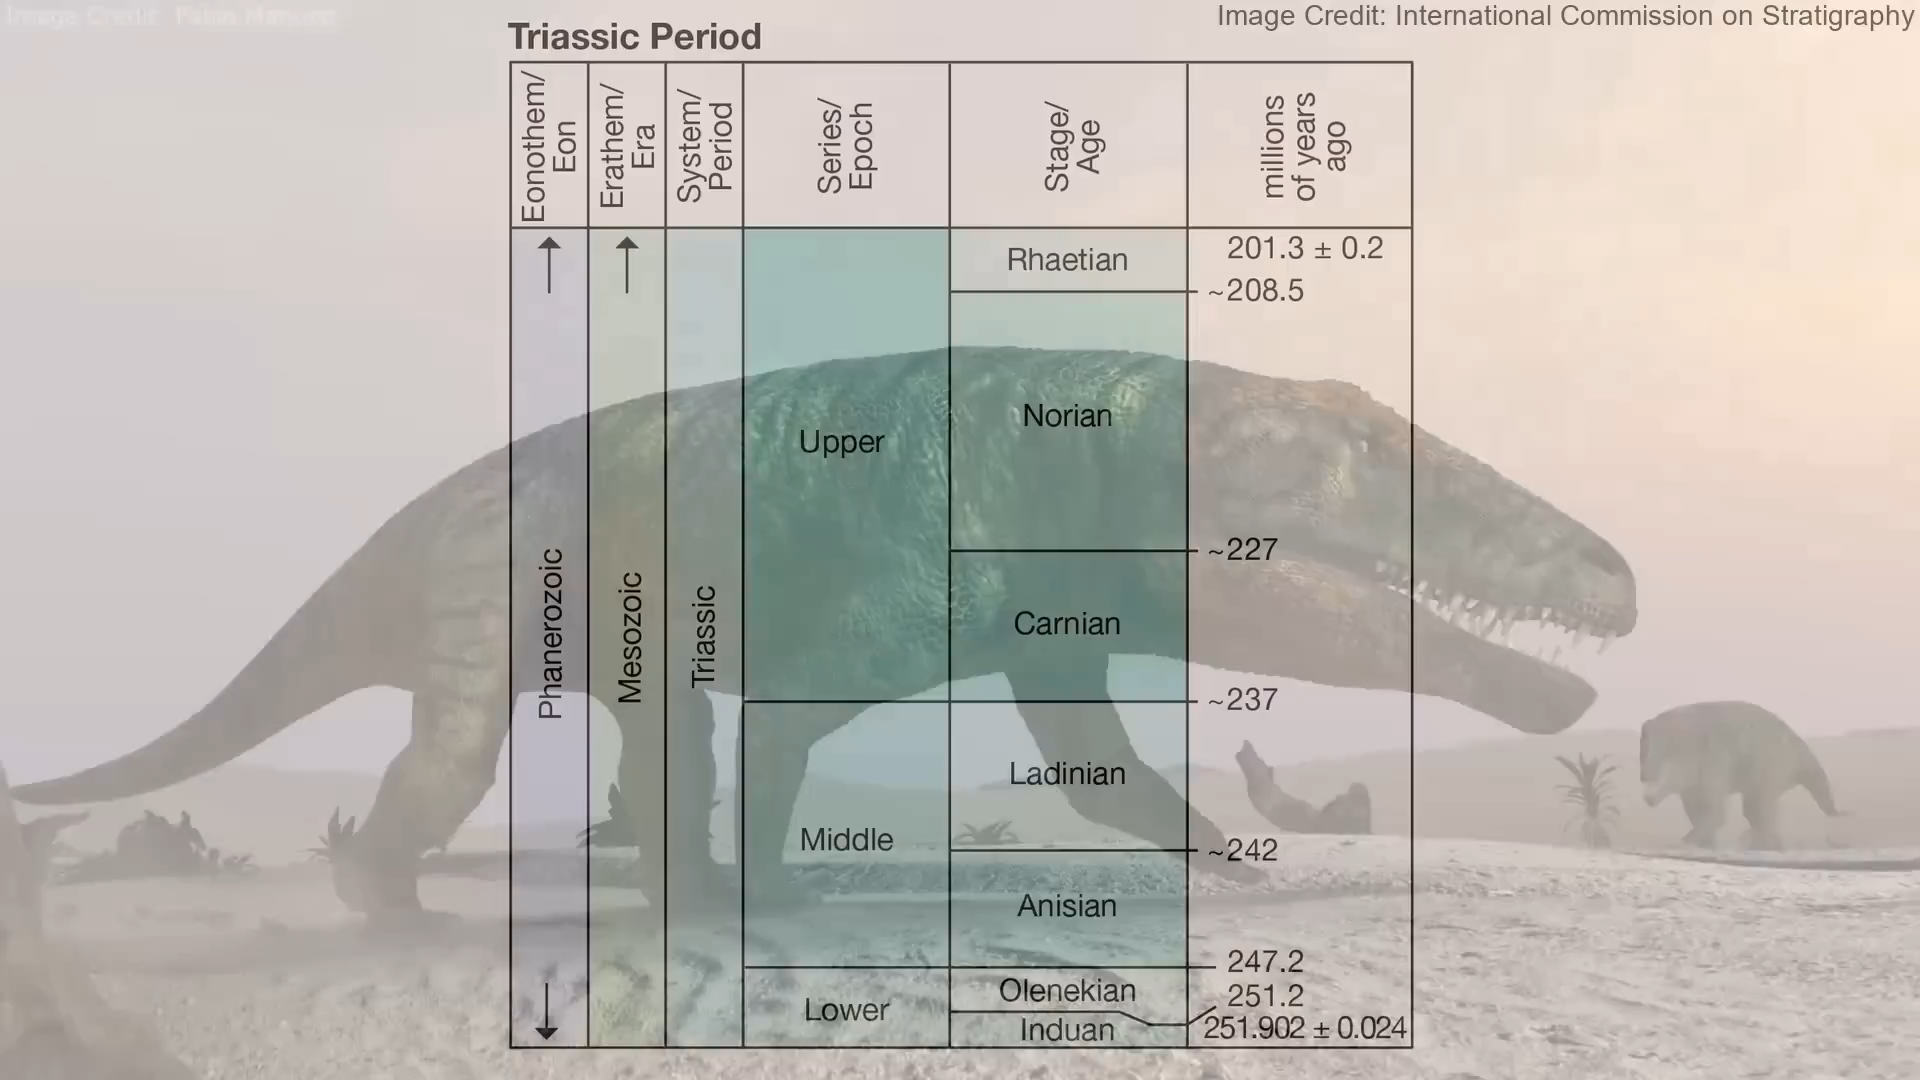 Image Credit: International Commission on Stratigraphy
Triassic Period
Eonothem/
Eon
Erathem/
Era
System/
Period
Series/
Epoch
Stage/
Age
millions
of years
ago
Phanerozoic
Mesozoic
Triassic
Upper
Middle
Lower
Rhaetian
Norian
Carnian
Ladinian
Anisian
Olenekian
Induan
201.3 ± 0.2
~208.5
~227
~237
~242
247.2
251.2
251.902 ± 0.024